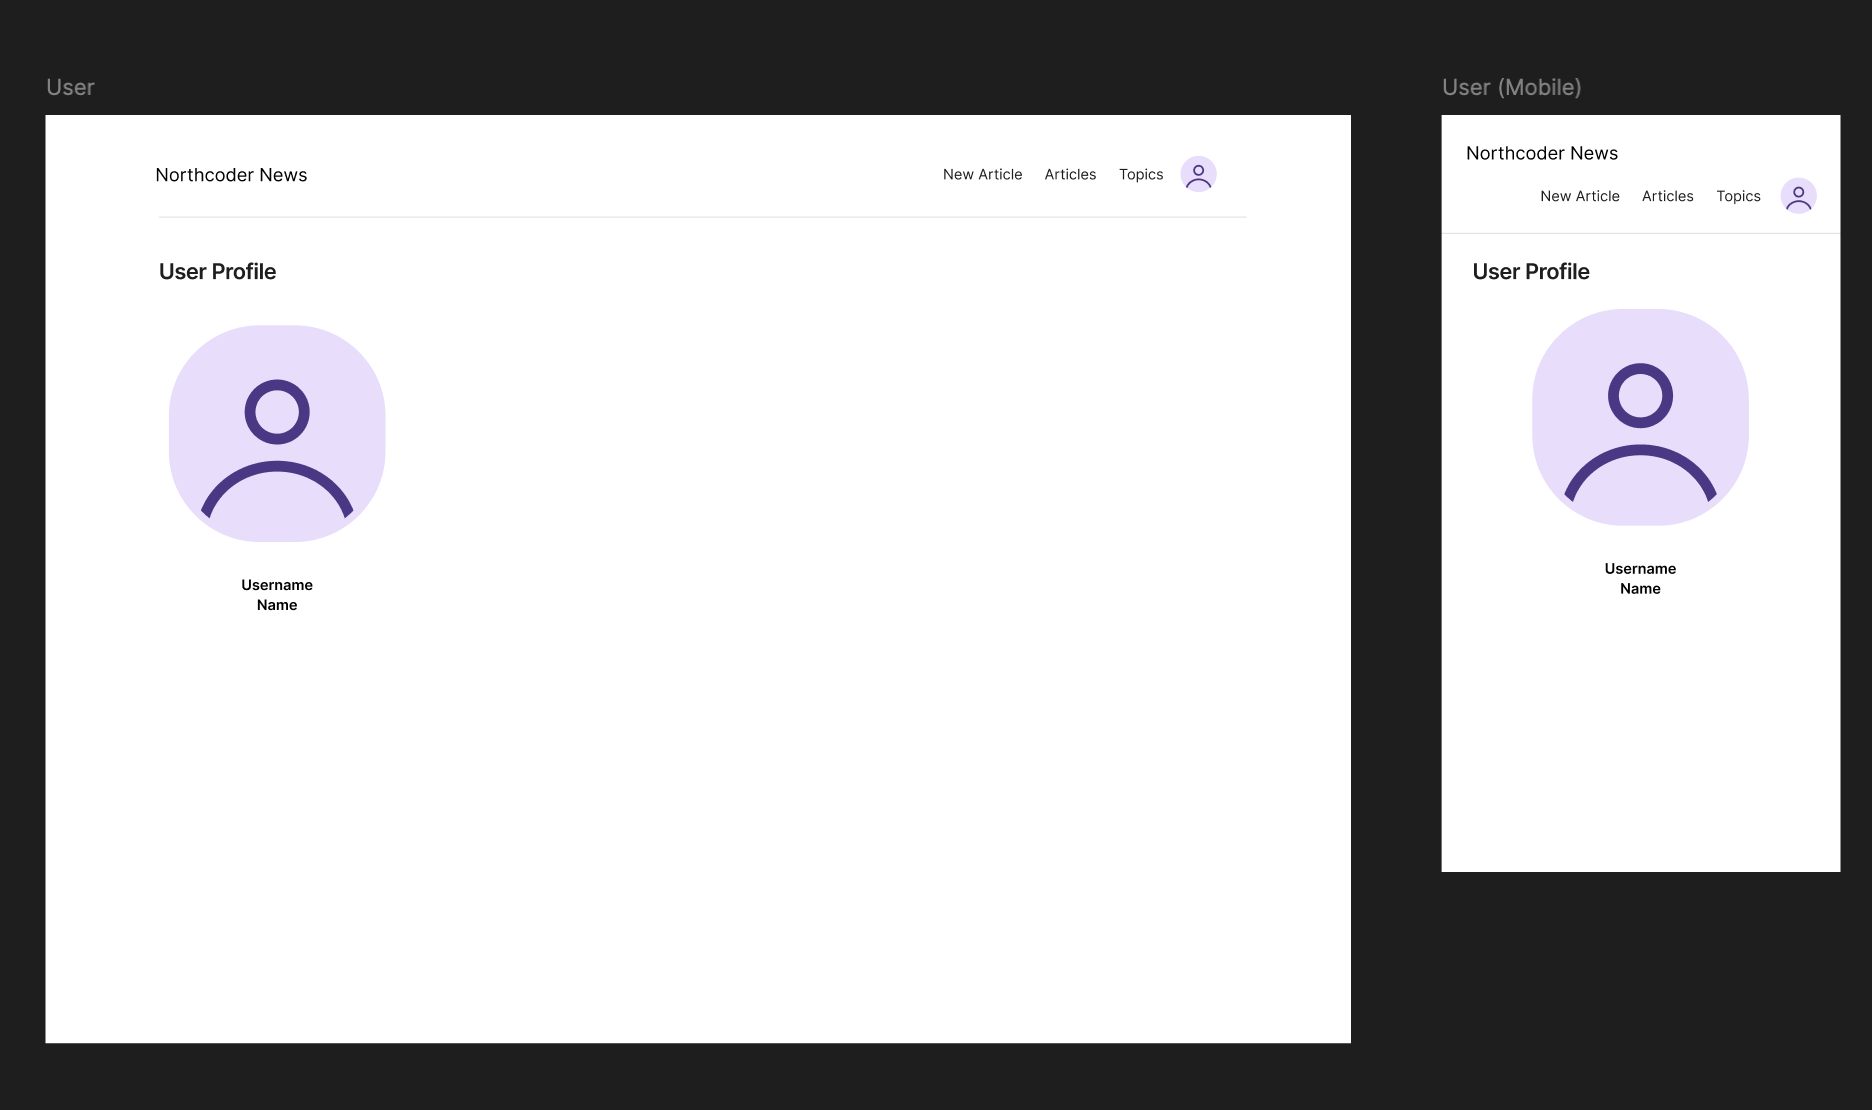 User
Northcoder News
New Article Articles Topics
User Profile
Username
Name
User (Mobile)
Northcoder News
New Article Articles Topics
User Profile
Username
Name